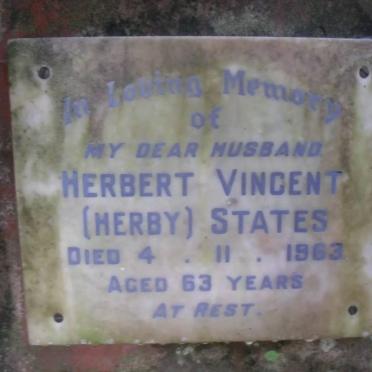 In Loving Memory
of
MY DEAR HUSBAND
HERBERT VINCENT
(HERBY) STATES
DIED 4 . 11 . 1963
AGED 63 YEARS
AT REST.